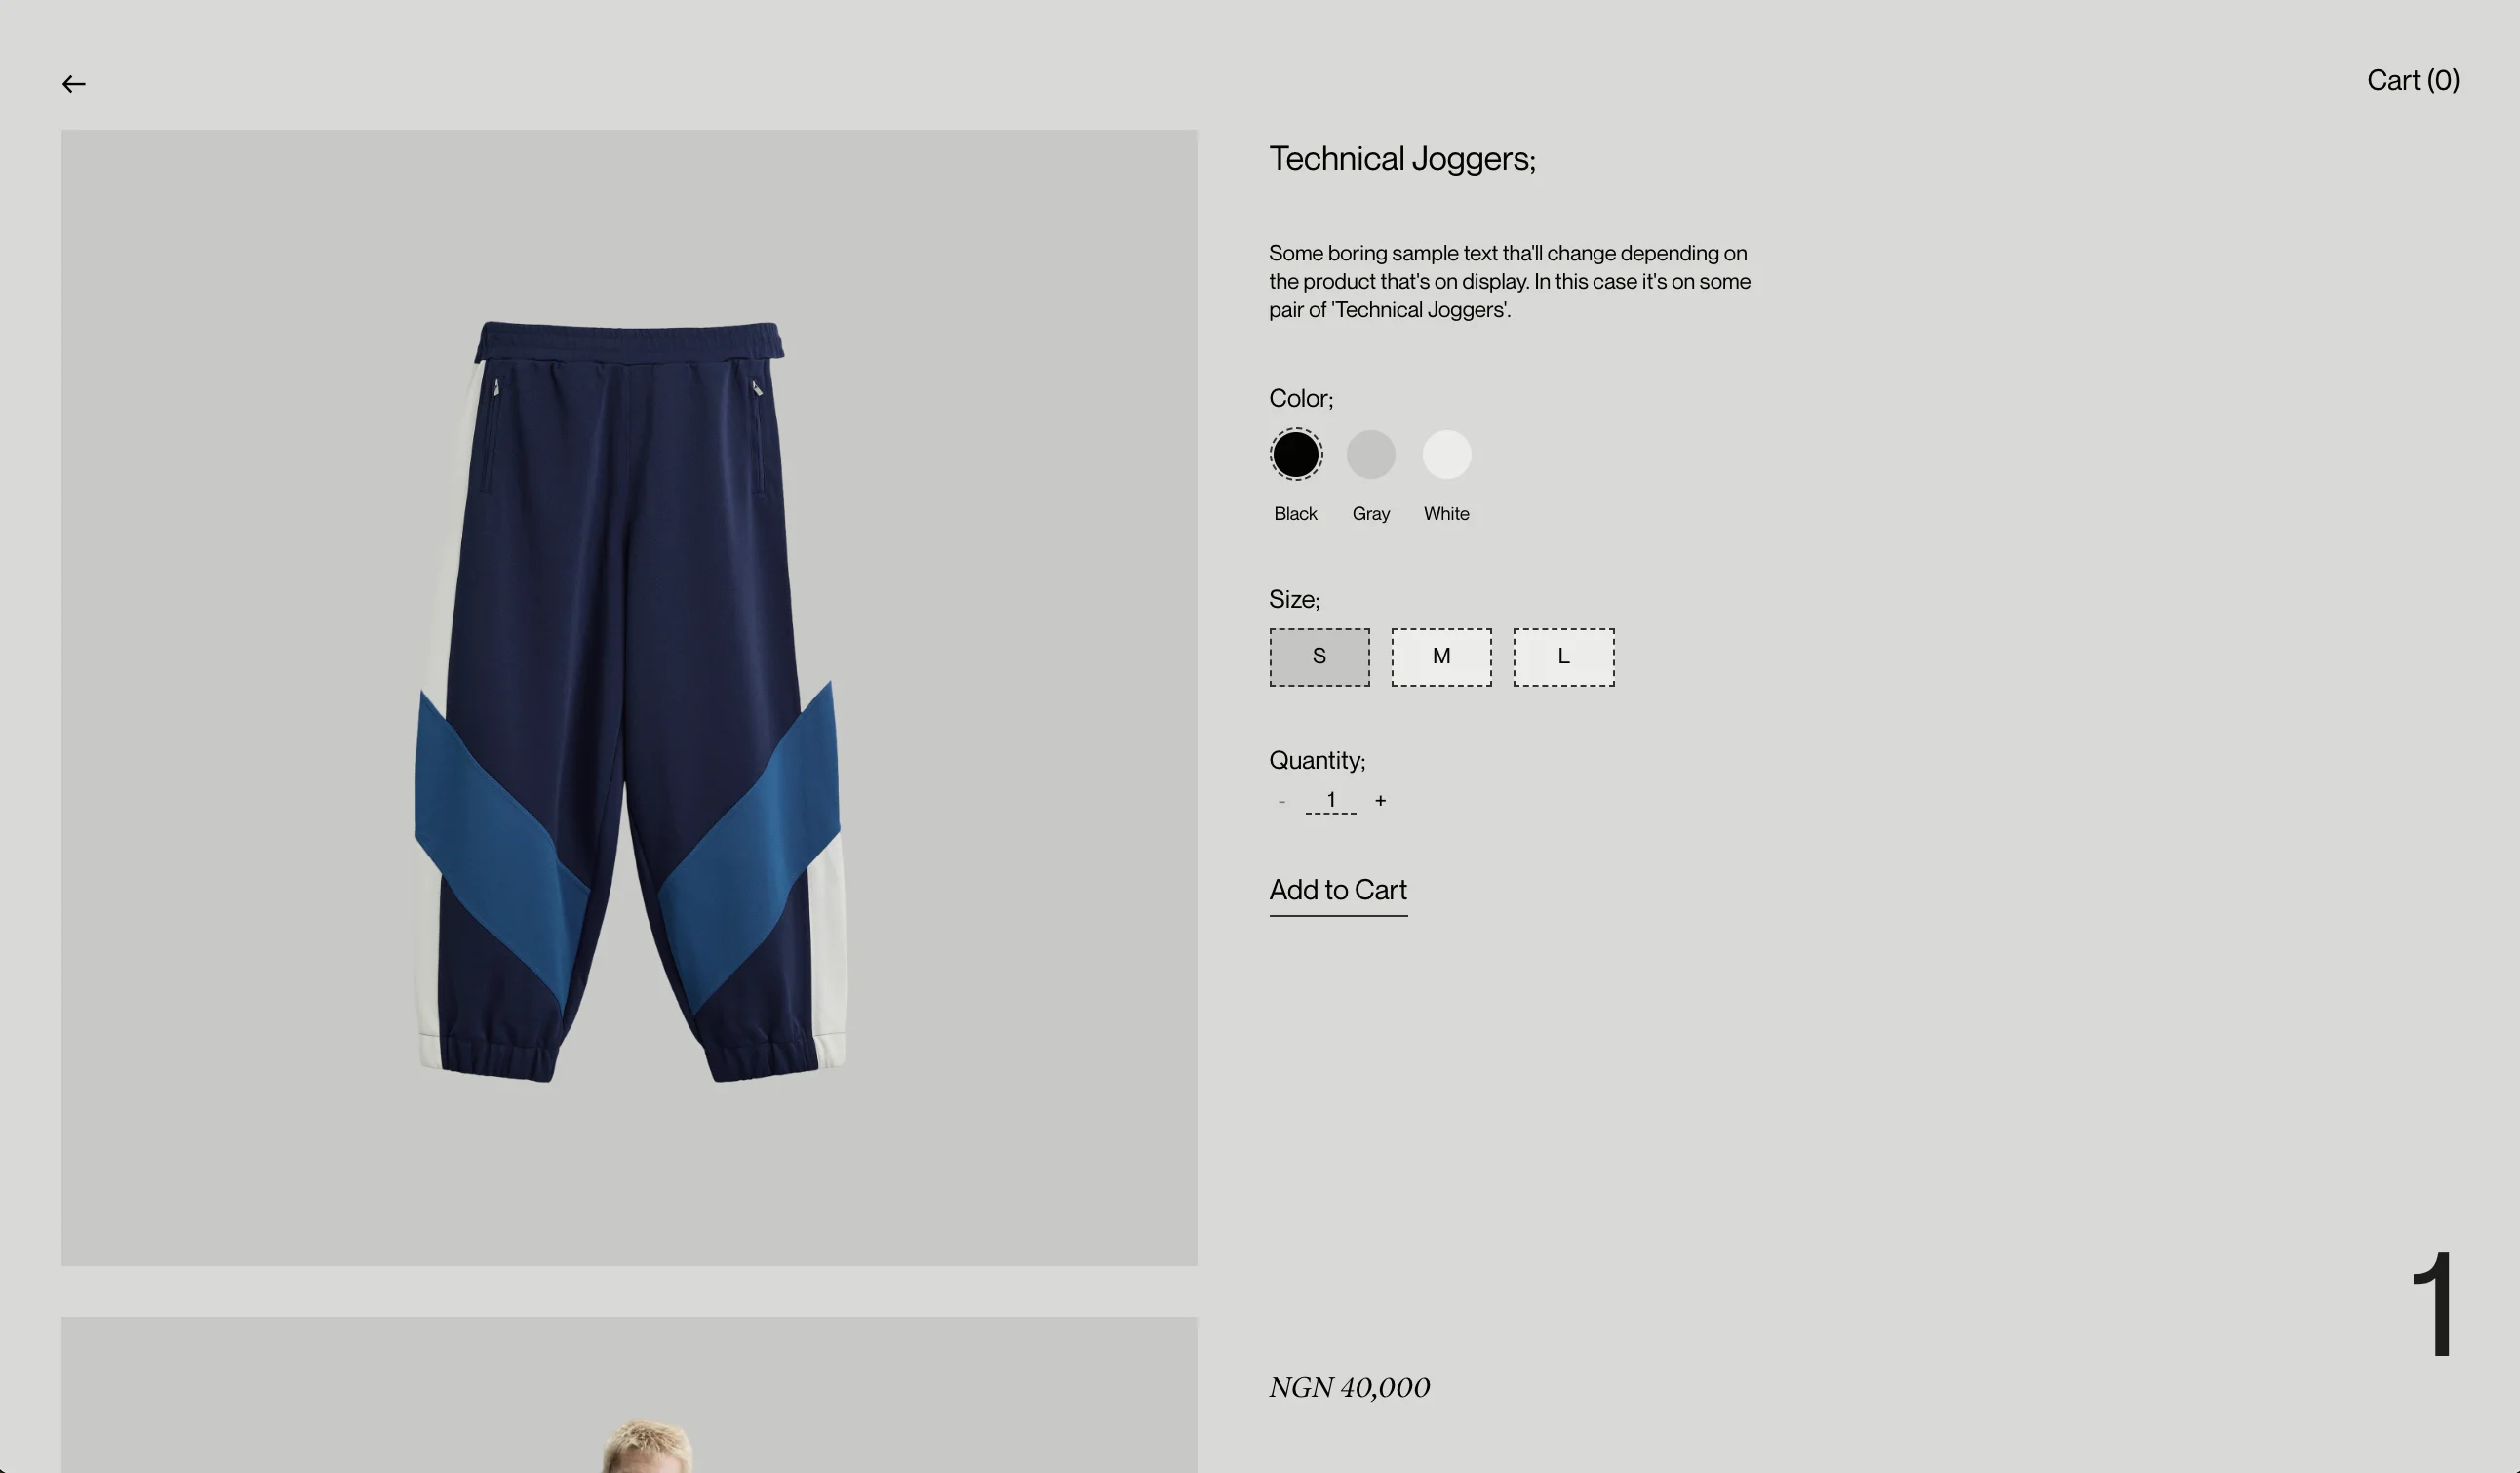 Cart (0)
Technical Joggers;
Some boring sample text tha'll change depending on
the product that's on display. In this case it's on some
pair of 'Technical Joggers'.
Color;
Black Gray White
Size;
S M L
Quantity;
- 1 +
Add to Cart
1
NGN 40,000